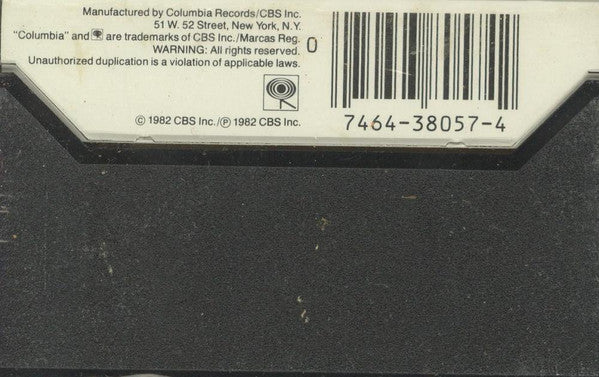 Manufactured by Columbia Records/CBS Inc.
51 W. 52 Street, New York, N.Y.
"Columbia" and are trademarks of CBS Inc./Marcas Reg.
WARNING: All rights reserved.
Unauthorized duplication is a violation of applicable laws.
© 1982 CBS Inc./℗ 1982 CBS Inc.
0
7464-38057-4